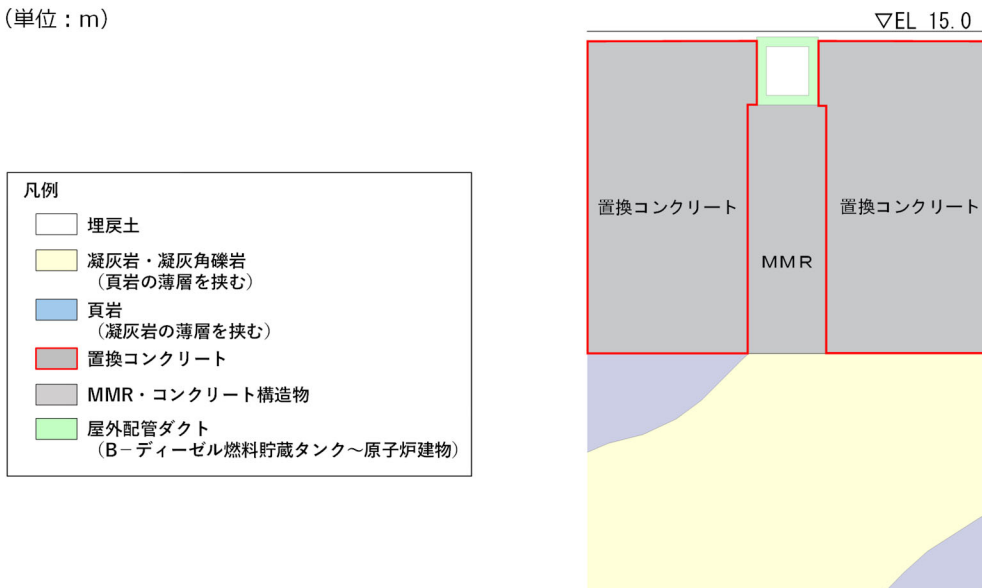 (単位:m)
▽EL 15.0
凡例
埋戻土
凝灰岩・凝灰角礫岩
(頁岩の薄層を挟む)
頁岩
(凝灰岩の薄層を挟む)
置換コンクリート
MMR・コンクリート構造物
屋外配管ダクト
(B-ディーゼル燃料貯蔵タンク~原子炉建物)
置換コンクリート
MMR
置換コンクリート